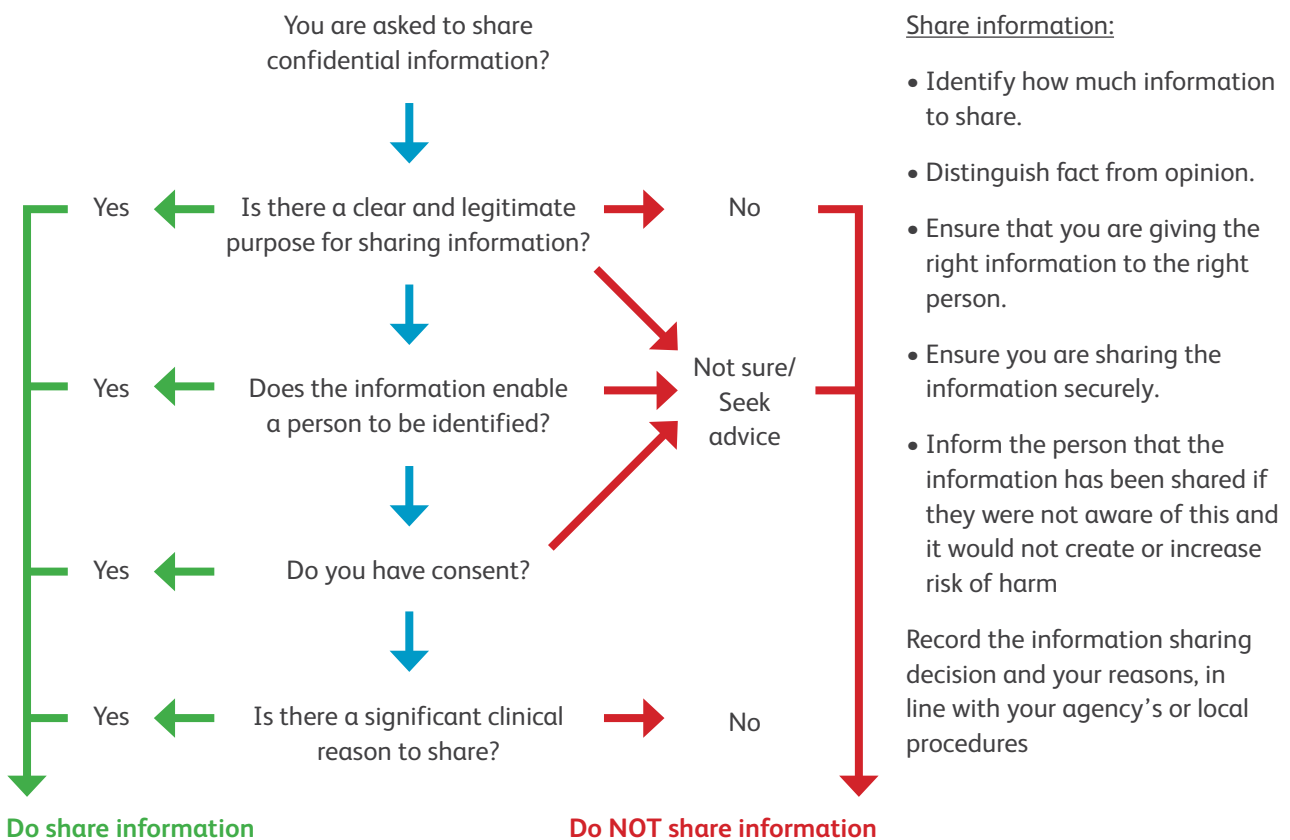 You are asked to share
confidential information?
Yes
Is there a clear and legitimate
purpose for sharing information?
No
Yes
Does the information enable
a person to be identified?
Not sure/
Seek
advice
Yes
Do you have consent?
Yes
Is there a significant clinical
reason to share?
No
Do share information
Do NOT share information
Share information:
• Identify how much information
to share.
• Distinguish fact from opinion.
• Ensure that you are giving the
right information to the right
person.
• Ensure you are sharing the
information securely.
• Inform the person that the
information has been shared if
they were not aware of this and
it would not create or increase
risk of harm
Record the information sharing
decision and your reasons, in
line with your agency’s or local
procedures